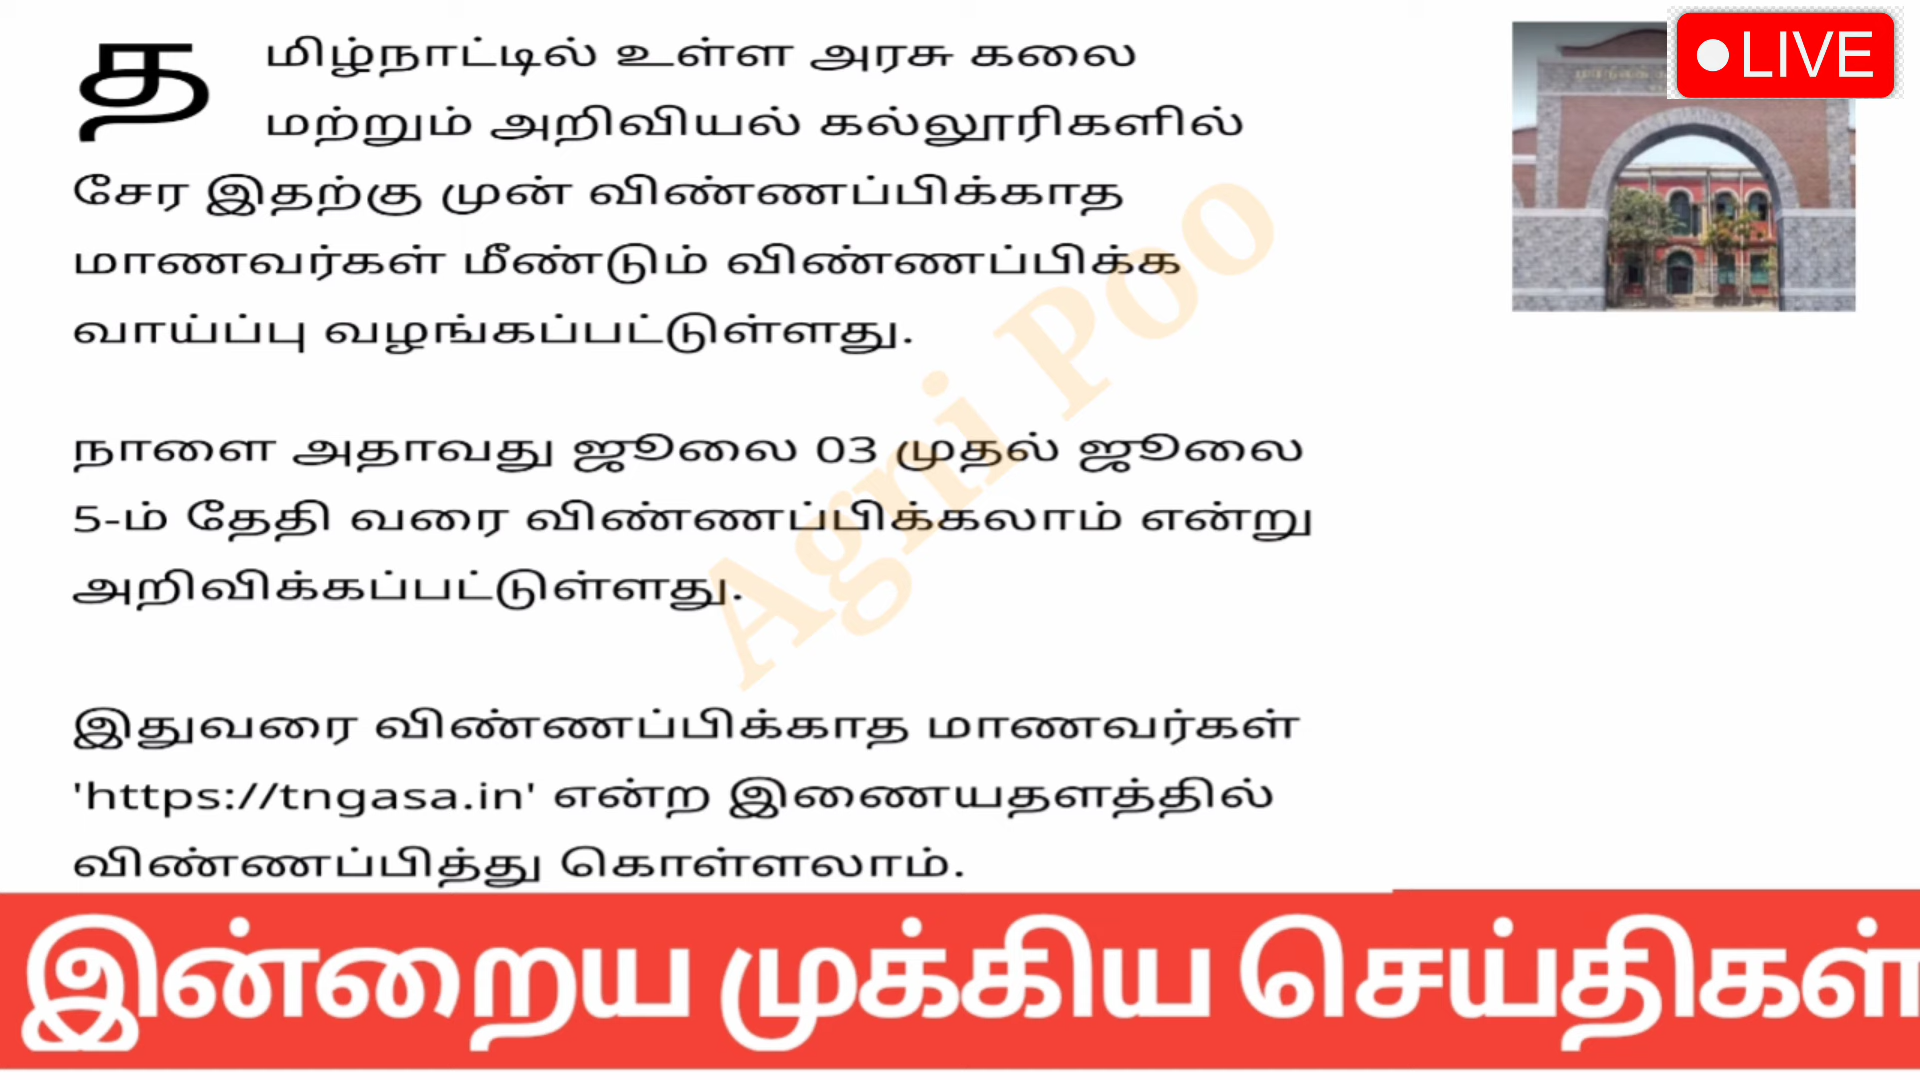 தமிழ்நாட்டில் உள்ள அரசு கலை
மற்றும் அறிவியல் கல்லூரிகளில்
சேர இதற்கு முன் விண்ணப்பிக்காத
மாணவர்கள் மீண்டும் விண்ணப்பிக்க
வாய்ப்பு வழங்கப்பட்டுள்ளது.
நாளை அதாவது ஜூலை 03 முதல் ஜூலை
5-ம் தேதி வரை விண்ணப்பிக்கலாம் என்று
அறிவிக்கப்பட்டுள்ளது.
இதுவரை விண்ணப்பிக்காத மாணவர்கள்
'https://tngasa.in' என்ற இணையதளத்தில்
விண்ணப்பித்து கொள்ளலாம்.
LIVE
Agni Poo
இன்றைய முக்கிய செய்திகள்